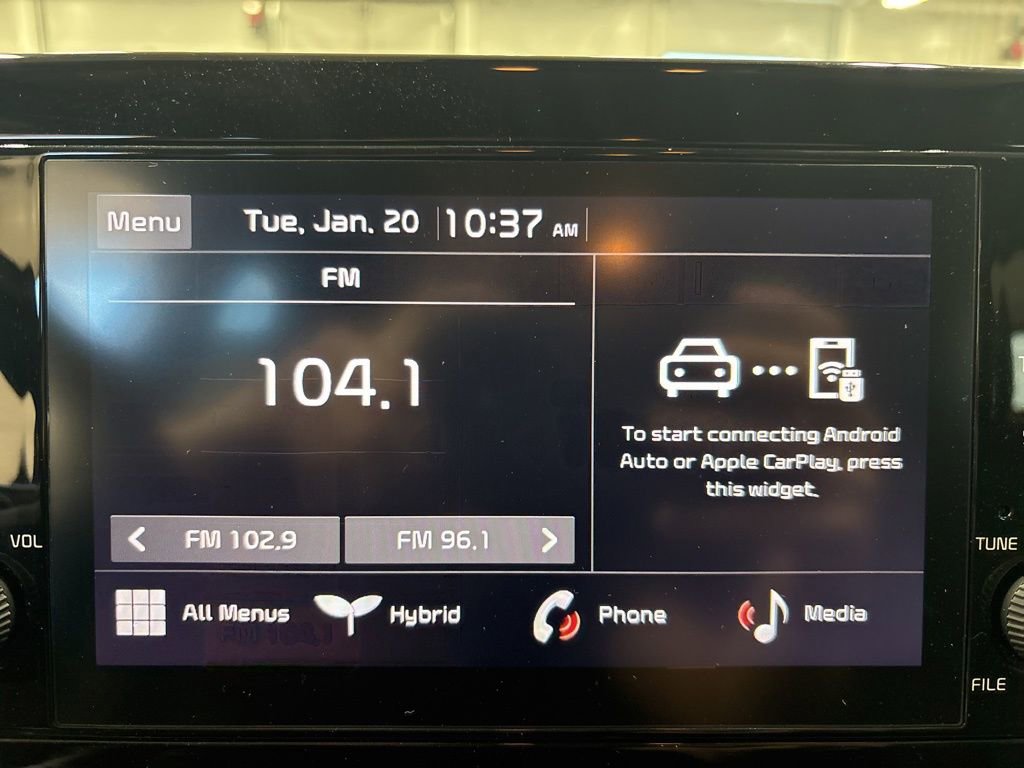 Menu
Tue, Jan. 20
10:37 AM
FM
104.1
To start connecting Android
Auto or Apple CarPlay, press
this widget.
FM 102.9
FM 96.1
VOL
TUNE
All Menus
Hybrid
Phone
Media
FILE